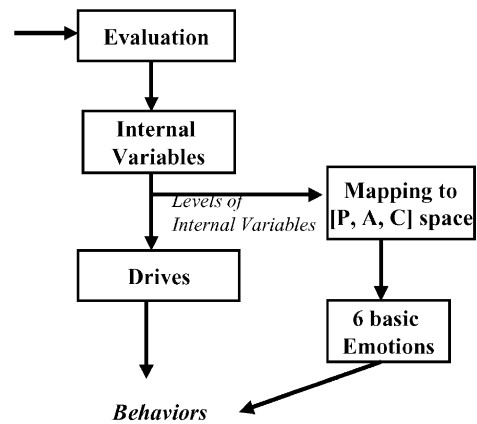 Evaluation
Internal
Variables
Levels of
Internal Variables
Mapping to
[P, A, C] space
Drives
6 basic
Emotions
Behaviors